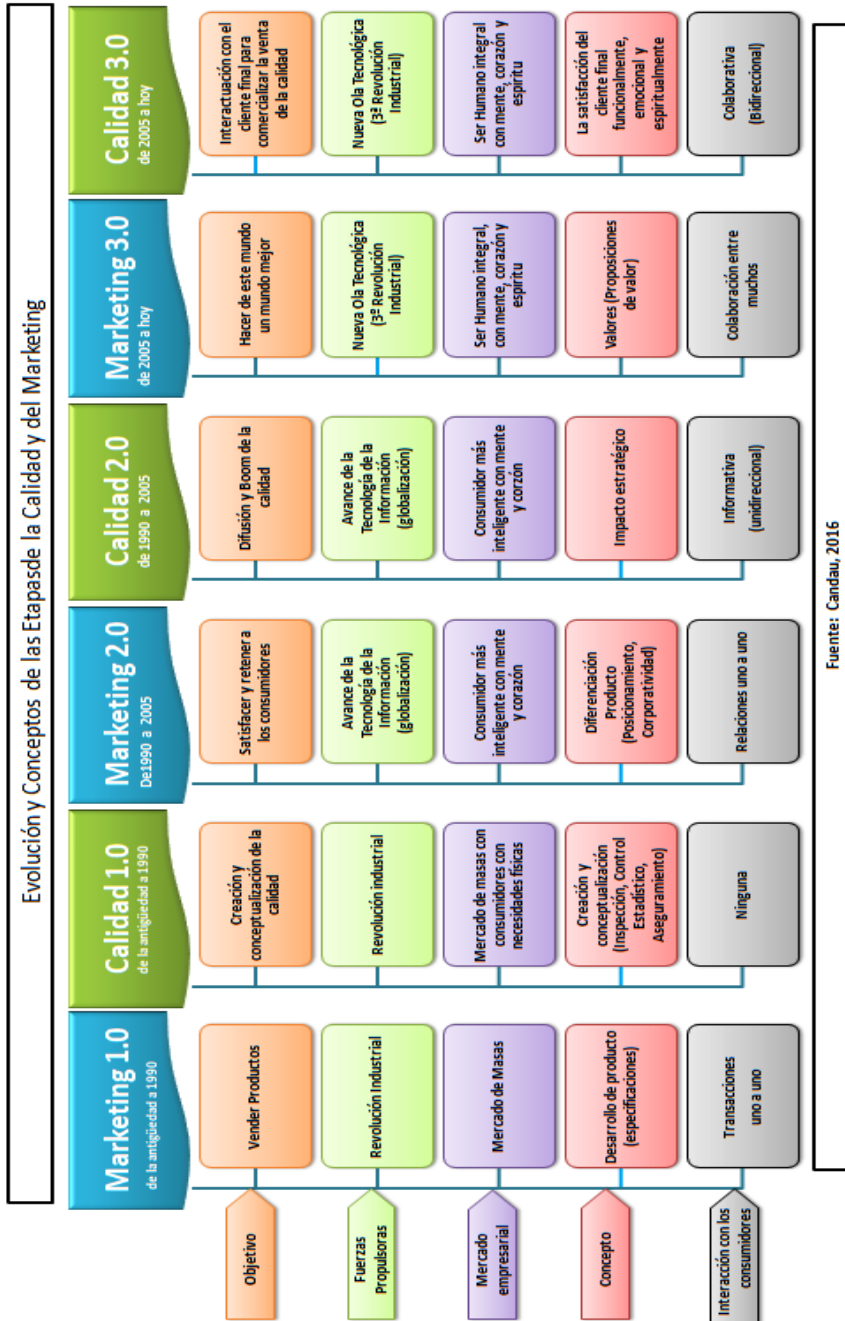 Evolución y Conceptos de las Etapasde la Calidad y del Marketing
Marketing 1.0
de la antigüedad a 1990
Calidad 1.0
de la antigüedad a 1990
Marketing 2.0
De1990 a 2005
Calidad 2.0
de 1990 a 2005
Marketing 3.0
de 2005 a hoy
Calidad 3.0
de 2005 a hoy
Objetivo
Vender Productos
Creación y
conceptualización de la
calidad
Satisfacer y retener a
los consumidores
Difusión y Boom de la
calidad
Hacer de este mundo
un mundo mejor
Interactuación con el
cliente final para
comercializar la venta
de la calidad
Fuerzas
Propulsoras
Revolución Industrial
Revolución industrial
Avance de la
Tecnología de la
Información
(globalización)
Avance de la
Tecnología de la
Información
(globalización)
Nueva Ola Tecnológica
(3º Revolución
Industrial)
Nueva Ola Tecnológica
(3ª Revolución
Industrial)
Mercado
empresarial
Mercado de Masas
Mercado de masas con
consumidores con
necesidades físicas
Consumidor más
inteligente con mente
y corazón
Consumidor más
inteligente con mente
y corzón
Ser Humano integral,
con mente, corazón y
espíritu
Ser Humano integral
con mente, corazón y
espíritu
Concepto
Desarrollo de producto
(especificaciones)
Creación y
conceptualización
(Inspección, Control
Estadístico,
Aseguramiento)
Diferenciación
Producto
(Posicionamiento,
Corporatividad)
Impacto estratégico
Valores (Proposiciones
de valor)
La satisfacción del
cliente final
funcionalmente,
emocional y
espiritualmente
Interacción con los
consumidores
Transacciones
uno a uno
Ninguna
Relaciones uno a uno
Informativa
(unidireccional)
Colaboración entre
muchos
Colaborativa
(Bidireccional)
Fuente: Candau, 2016